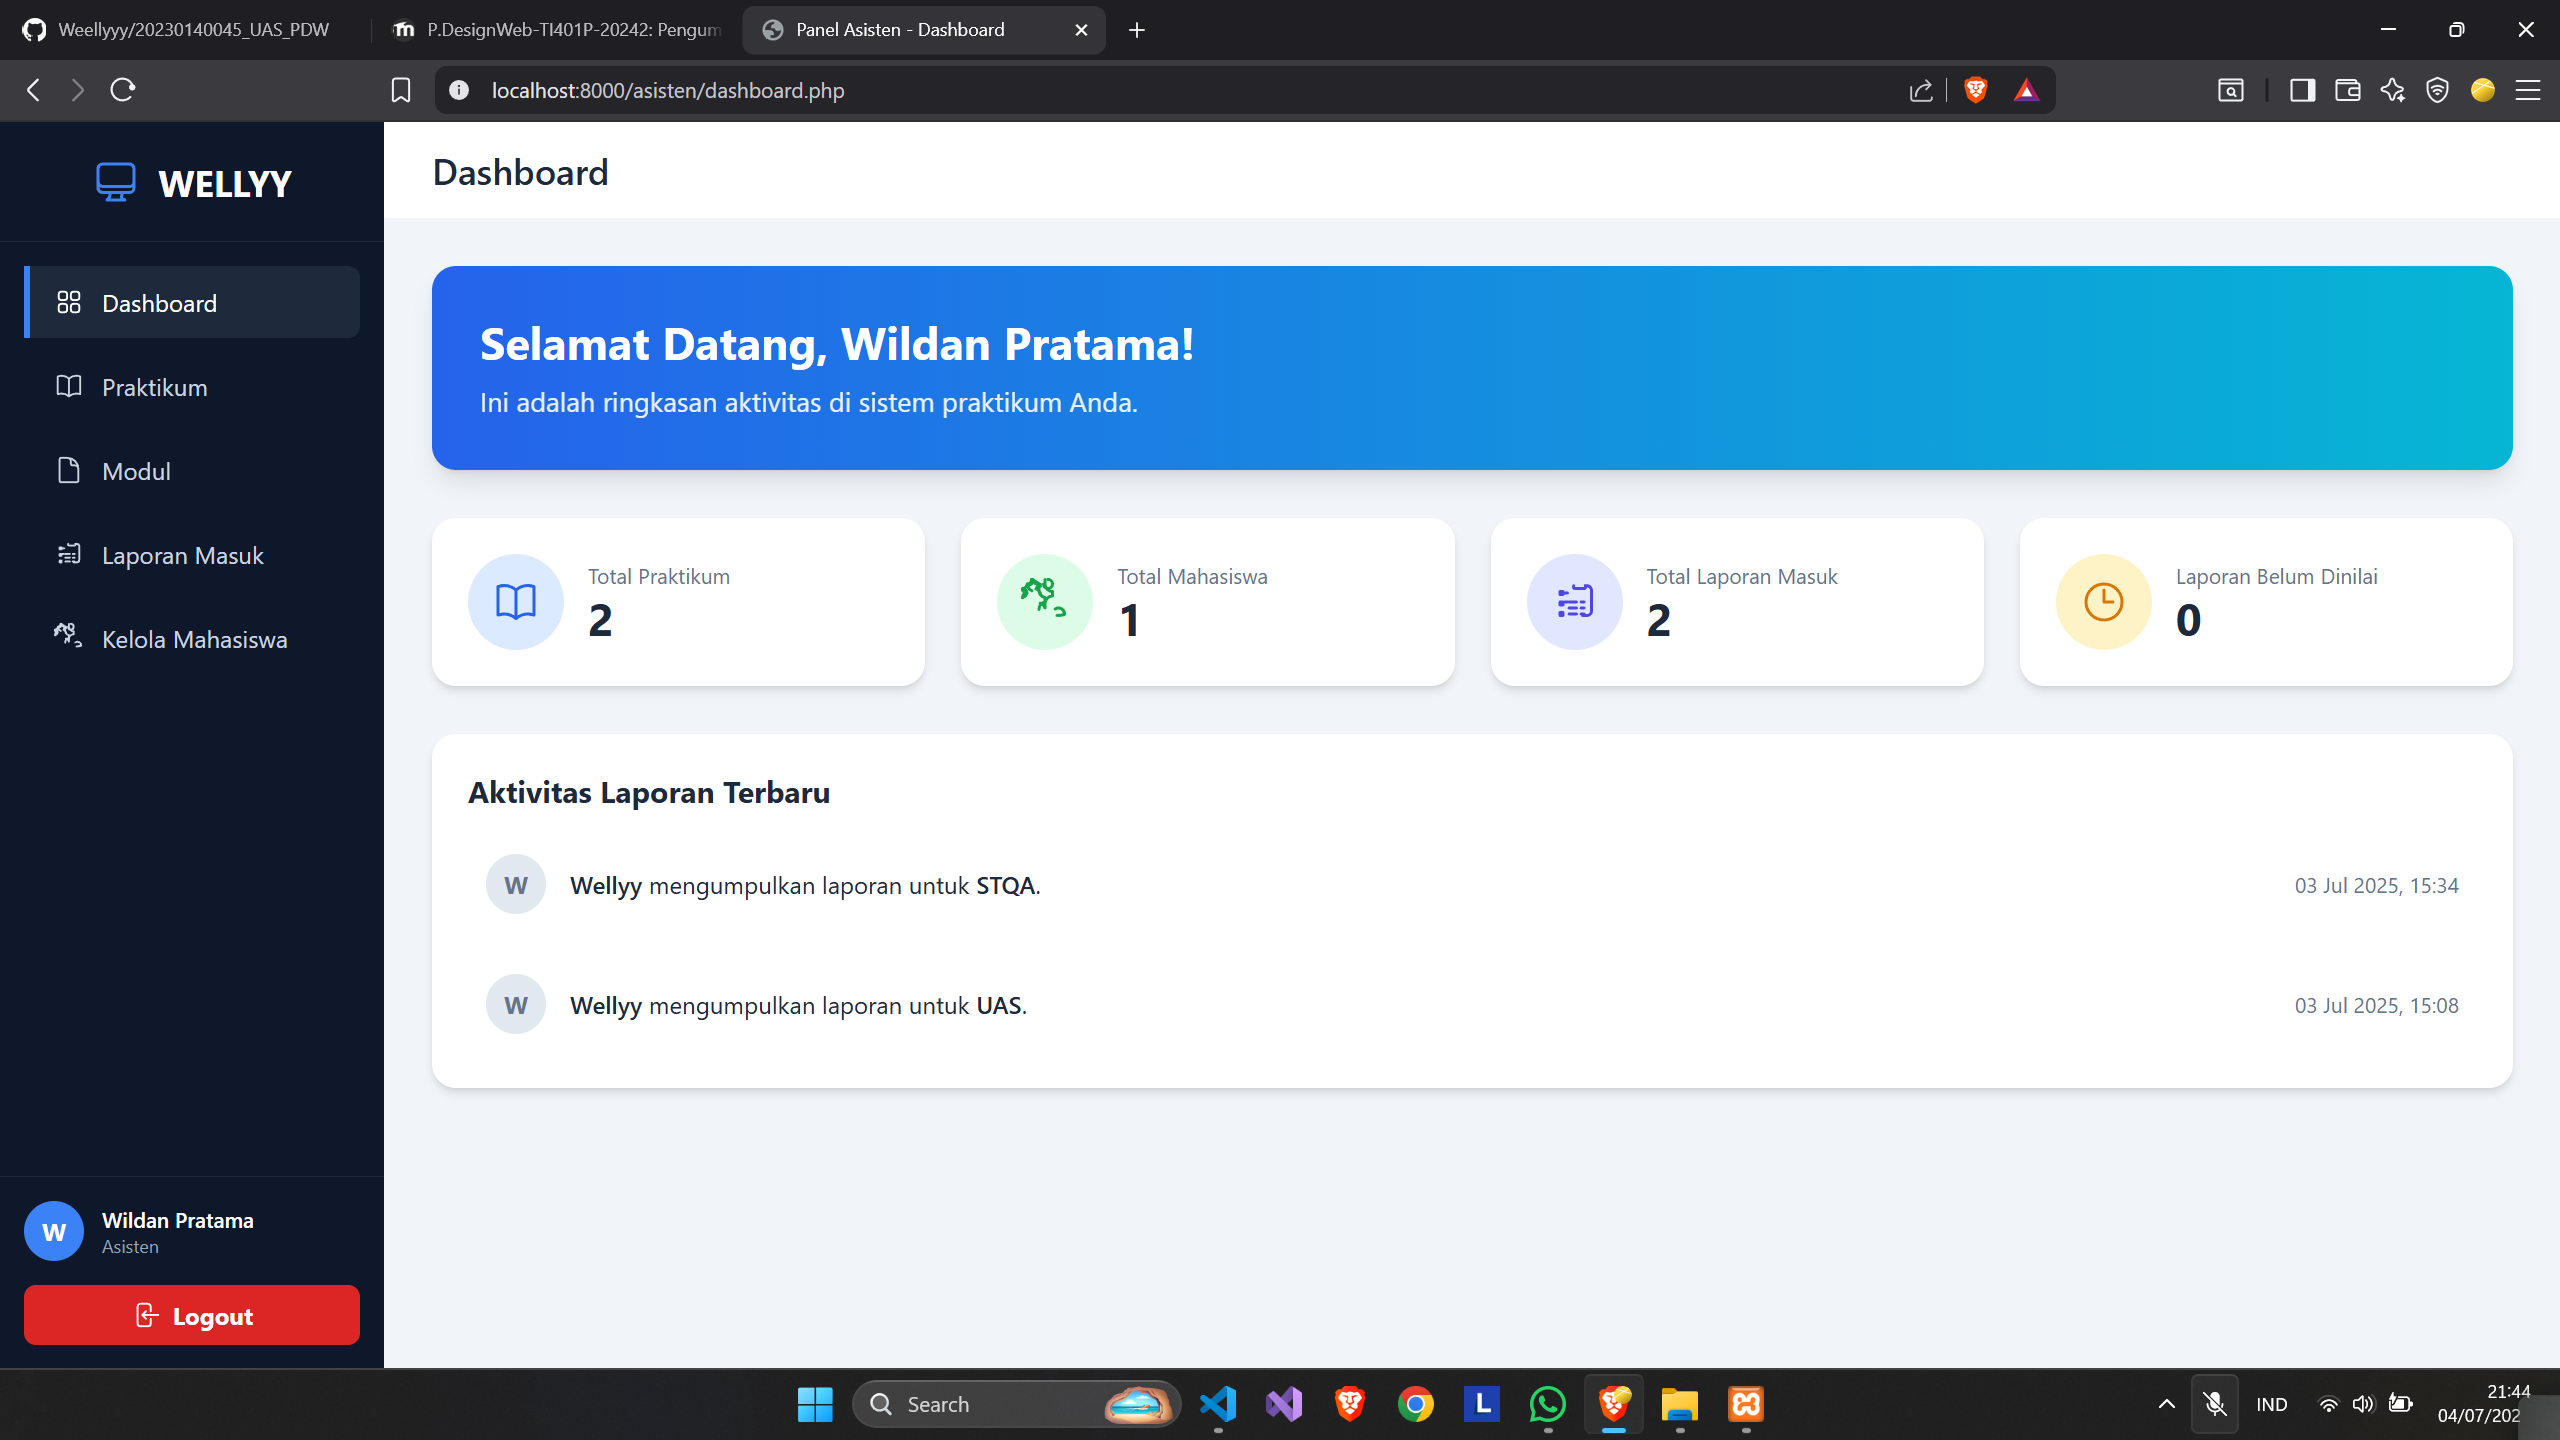 Weellyyy/20230140045_UAS_PDW
P.DesignWeb-TI401P-20242: Pengum
Panel Asisten - Dashboard
localhost:8000/asisten/dashboard.php
WELLYY
Dashboard
Praktikum
Modul
Laporan Masuk
Kelola Mahasiswa
W
Wildan Pratama
Asisten
Logout
Dashboard
Selamat Datang, Wildan Pratama!
Ini adalah ringkasan aktivitas di sistem praktikum Anda.
Total Praktikum
2
Total Mahasiswa
1
Total Laporan Masuk
2
Laporan Belum Dinilai
0
Aktivitas Laporan Terbaru
W
Wellyy mengumpulkan laporan untuk STQA.
03 Jul 2025, 15:34
W
Wellyy mengumpulkan laporan untuk UAS.
03 Jul 2025, 15:08
Search
L
IND
21:44
04/07/202